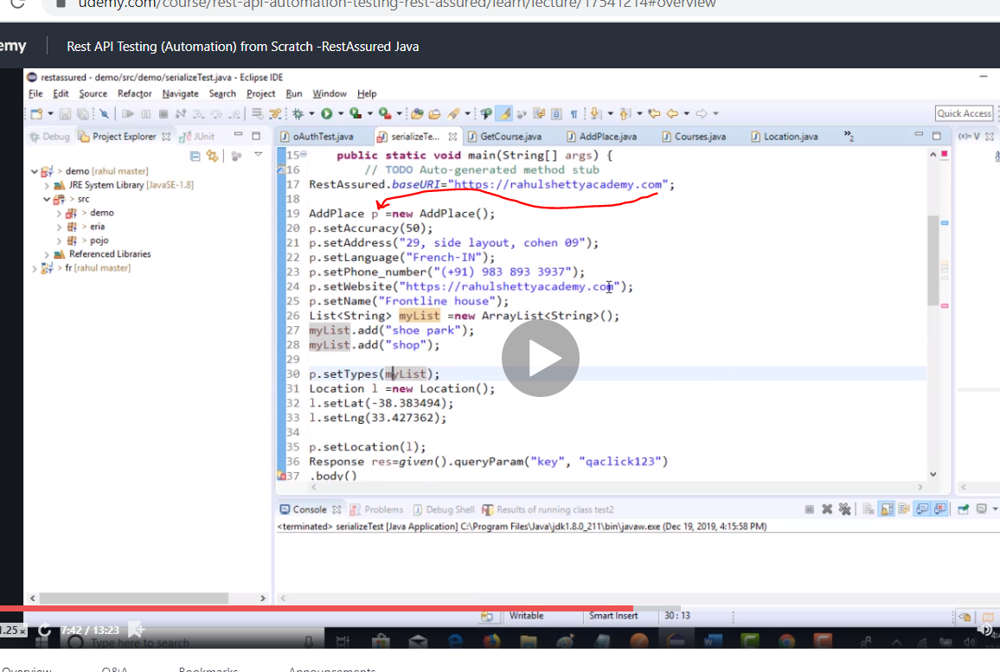 udemy.com/course/rest-api-automation-testing-rest-assured/learn/lecture/17541214#overview
emy Rest API Testing (Automation) from Scratch -RestAssured Java
restassured - demo/src/demo/serializeTest.java - Eclipse IDE
File Edit Source Refactor Navigate Search Project Run Window Help
Quick Access
Debug Project Explorer JUnit
oAuthTest.java serializeTe... GetCourse.java AddPlace.java Courses.java Location.java »2 (x)= V
> demo (rahul master)
JRE System Library [JavaSE-1.8]
> src
> demo
> eria
> pojo
Referenced Libraries
> fr [rahul master]
15 public static void main(String[] args) {
16 // TODO Auto-generated method stub
17 RestAssured.baseURI="https://rahulshettyacademy.com";
18
19 AddPlace p =new AddPlace();
20 p.setAccuracy(50);
21 p.setAddress("29, side layout, cohen 09");
22 p.setLanguage("French-IN");
23 p.setPhone_number("(+91) 983 893 3937");
24 p.setWebsite("https://rahulshettyacademy.com");
25 p.setName("Frontline house");
26 List<String> myList =new ArrayList<String>();
27 myList.add("shoe park");
28 myList.add("shop");
29
30 p.setTypes(myList);
31 Location l =new Location();
32 l.setLat(-38.383494);
33 l.setLng(33.427362);
34
35 p.setLocation(l);
36 Response res=given().queryParam("key", "qaclick123")
37 .body()
Console Problems Debug Shell Results of running class test2
<terminated> serializeTest [Java Application] C:\Program Files\Java\jdk1.8.0_211\bin\javaw.exe (Dec 19, 2019, 4:15:58 PM)
Writable Smart Insert 30 : 13
1.25x 7:42 / 13:23
Type here to search
Overview Q&A Bookmarks Announcements